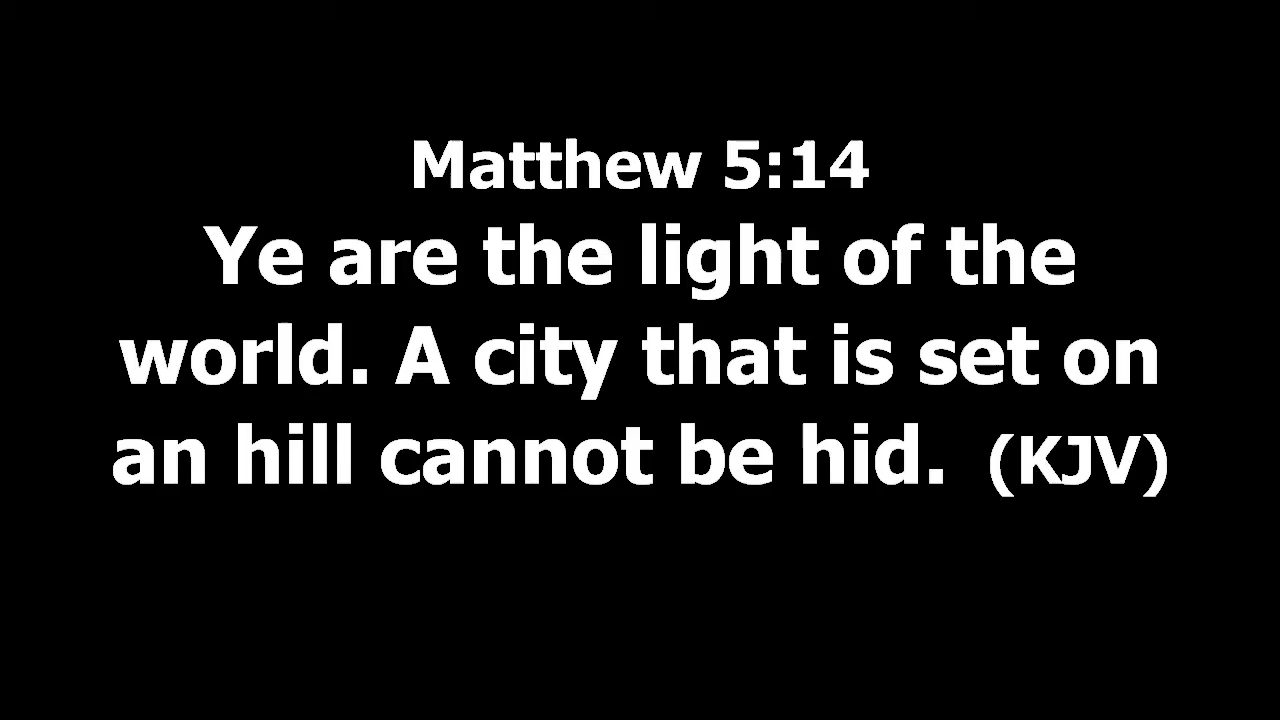 Matthew 5:14
Ye are the light of the
world. A city that is set on
an hill cannot be hid. (KJV)